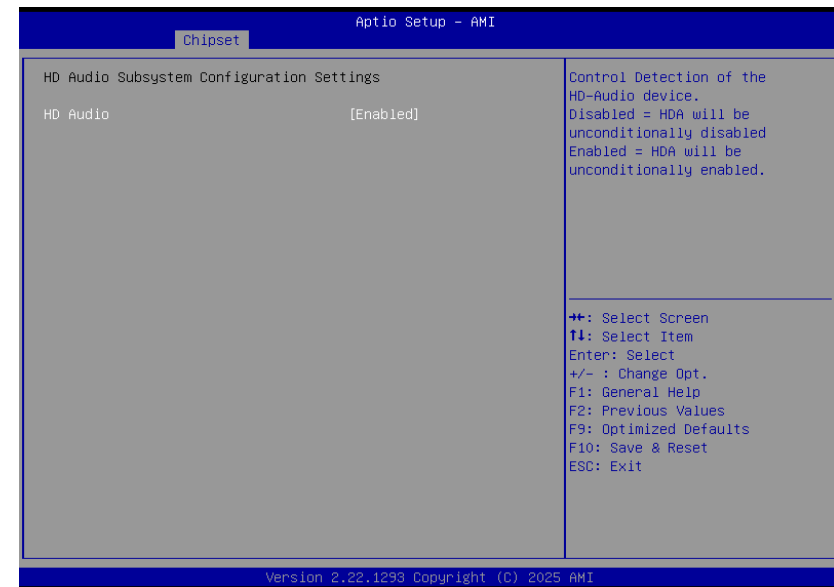 Aptio Setup – AMI
Chipset
HD Audio Subsystem Configuration Settings
HD Audio [Enabled]
Control Detection of the
HD-Audio device.
Disabled = HDA will be
unconditionally disabled
Enabled = HDA will be
unconditionally enabled.
→←: Select Screen
↑↓: Select Item
Enter: Select
+/- : Change Opt.
F1: General Help
F2: Previous Values
F9: Optimized Defaults
F10: Save & Reset
ESC: Exit
Version 2.22.1293 Copyright (C) 2025 AMI